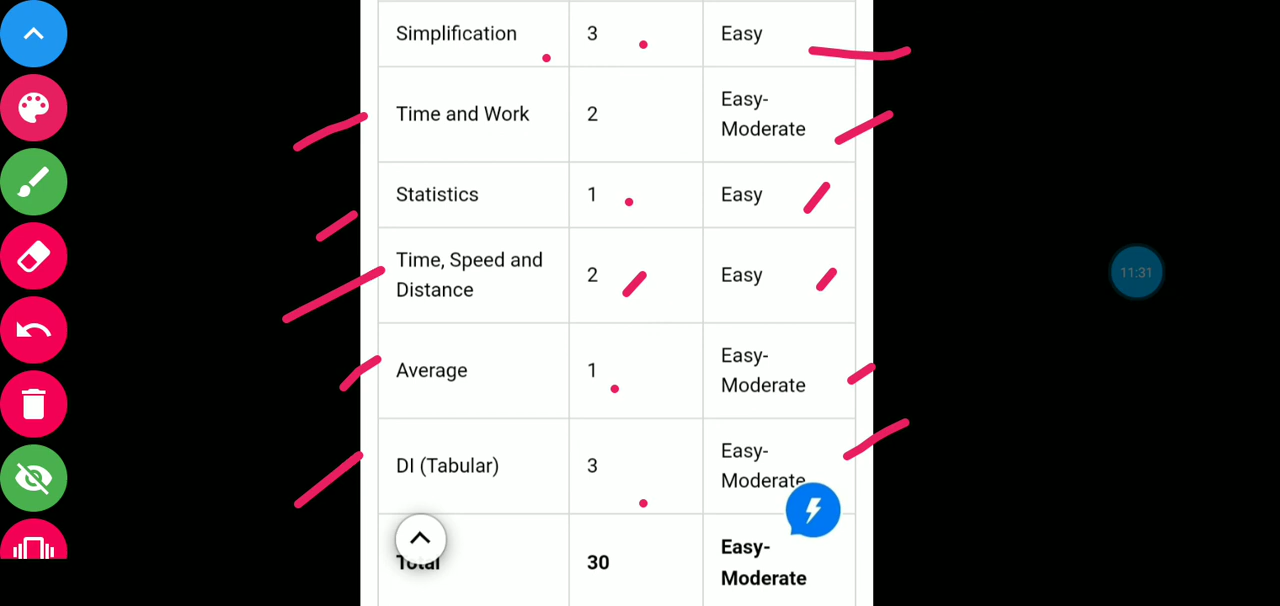 Simplification 3 Easy
Time and Work 2 Easy-
Moderate
Statistics 1 Easy
Time, Speed and
Distance 2 Easy
11:31
Average 1 Easy-
Moderate
DI (Tabular) 3 Easy-
Moderate
Total 30 Easy-
Moderate